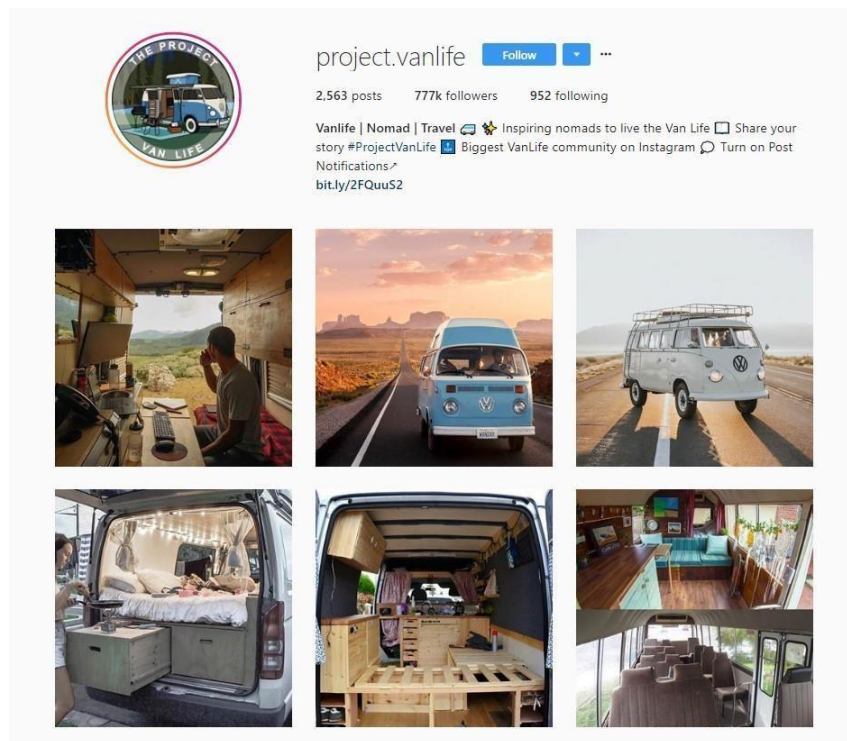 THE PROJECT
VAN LIFE
project.vanlife Follow
2,563 posts 777k followers 952 following
Vanlife | Nomad | Travel 🚐 ✨ Inspiring nomads to live the Van Life 📖 Share your
story #ProjectVanLife 🔝 Biggest VanLife community on Instagram 💬 Turn on Post
Notifications↗
bit.ly/2FQuuS2